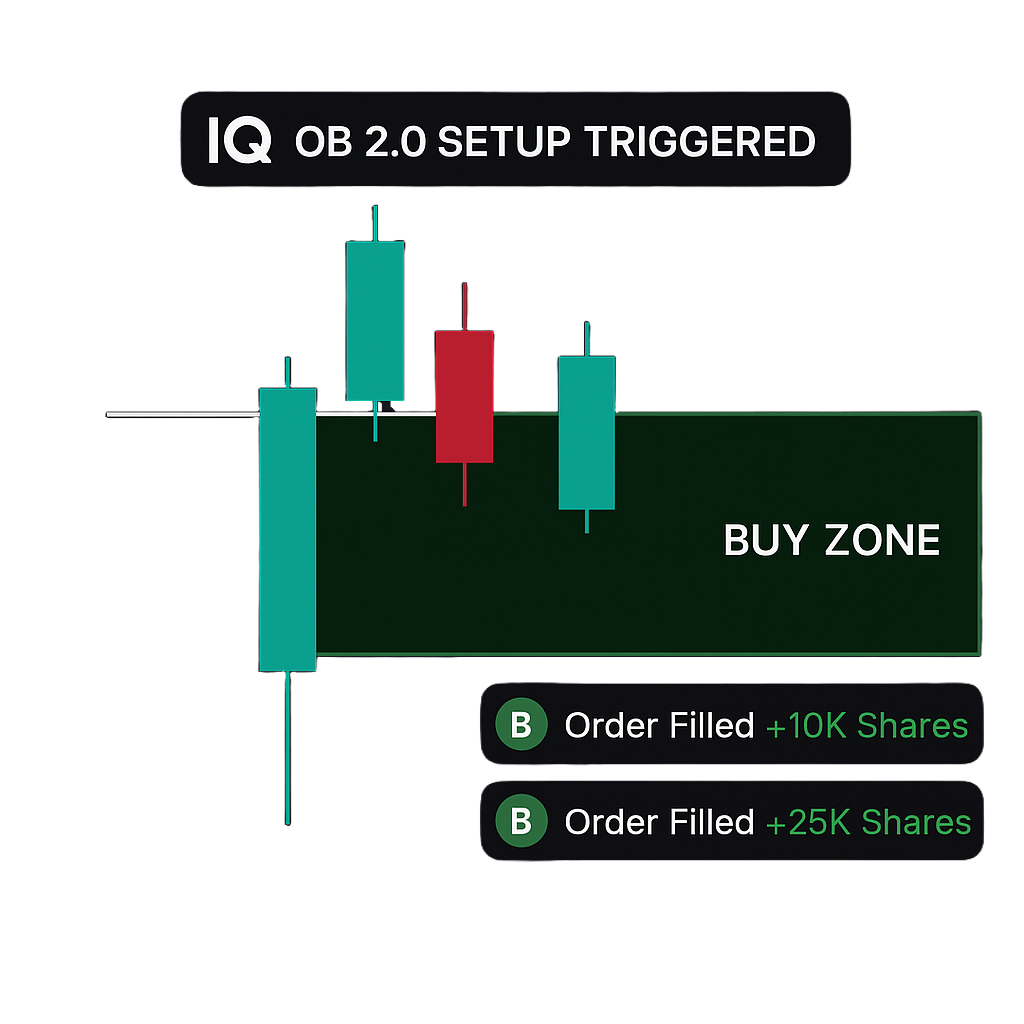 IQ OB 2.0 SETUP TRIGGERED
BUY ZONE
B Order Filled +10K Shares
B Order Filled +25K Shares